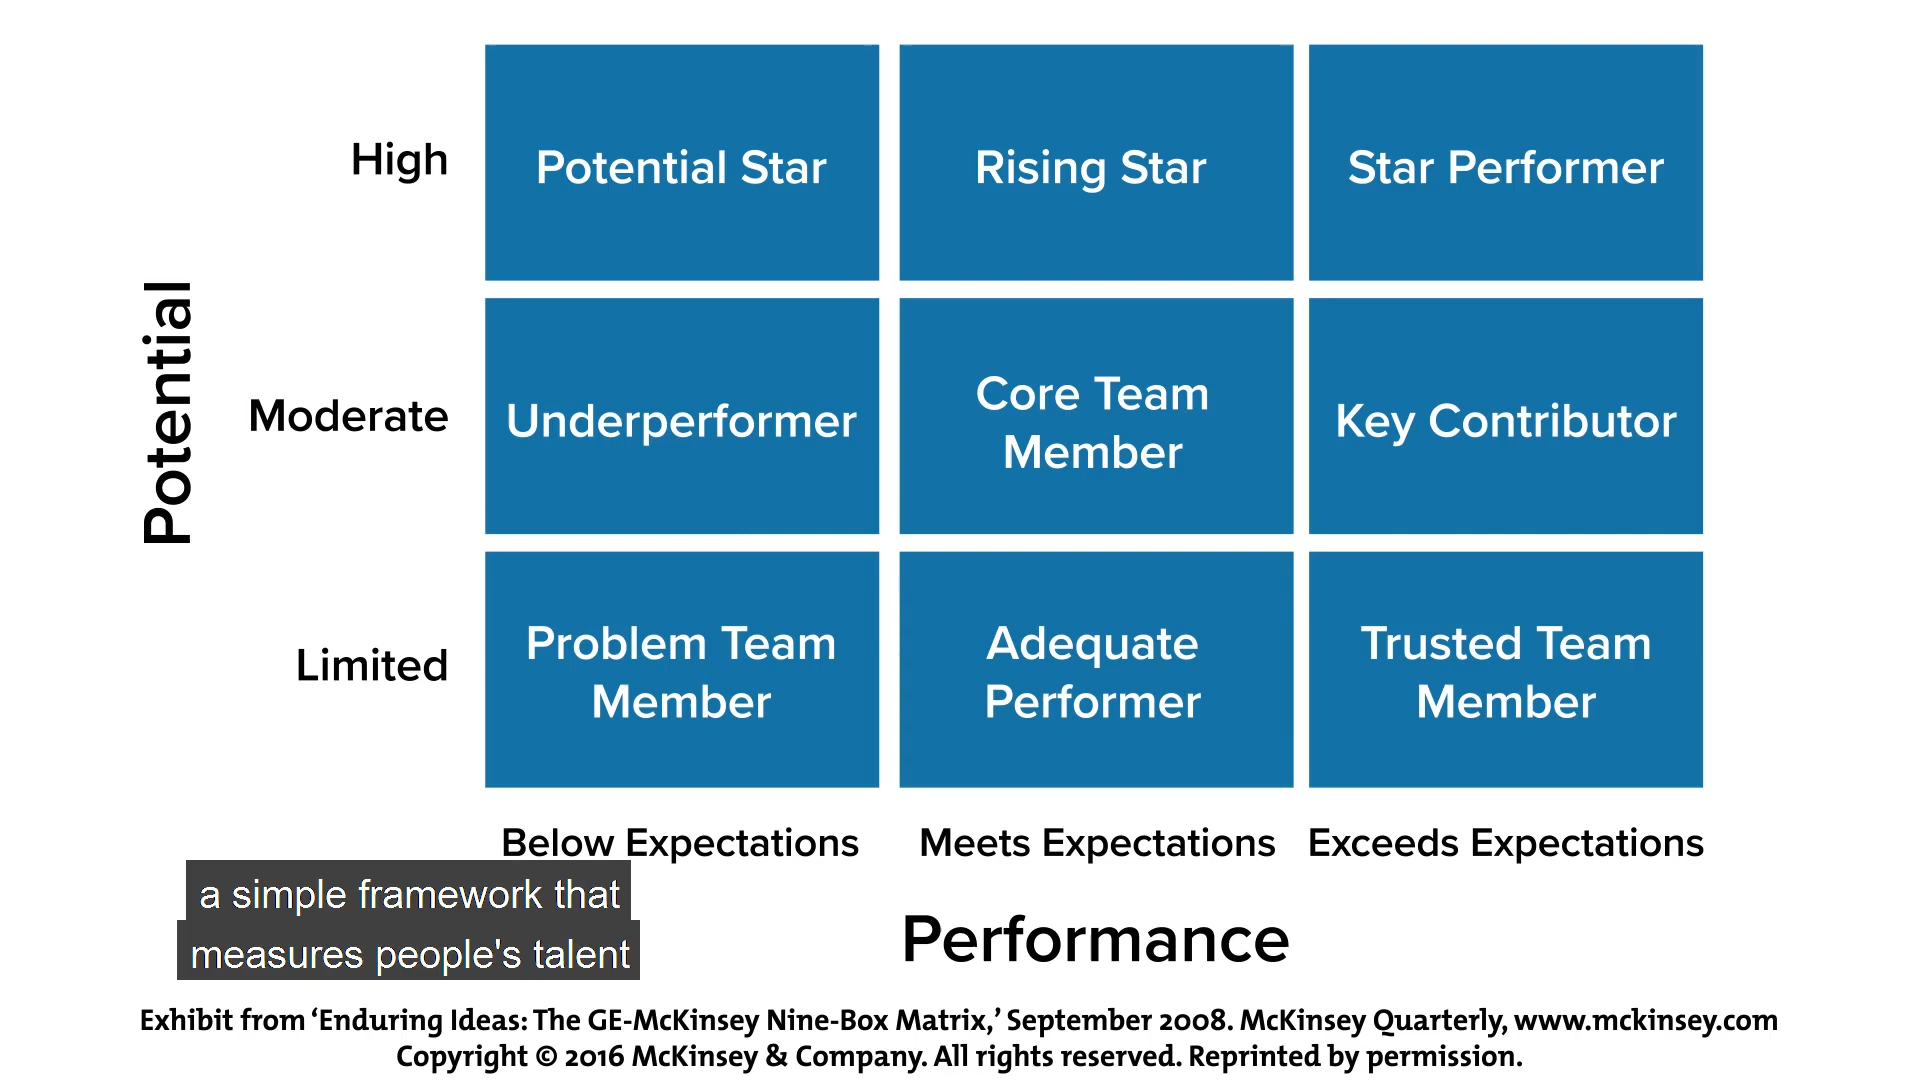 High
Potential Star
Rising Star
Star Performer
Potential
Moderate
Underperformer
Core Team
Member
Key Contributor
Limited
Problem Team
Member
Adequate
Performer
Trusted Team
Member
Below Expectations
Meets Expectations
Exceeds Expectations
a simple framework that
measures people's talent
Performance
Exhibit from ‘Enduring Ideas: The GE-McKinsey Nine-Box Matrix,’ September 2008. McKinsey Quarterly, www.mckinsey.com
Copyright © 2016 McKinsey & Company. All rights reserved. Reprinted by permission.